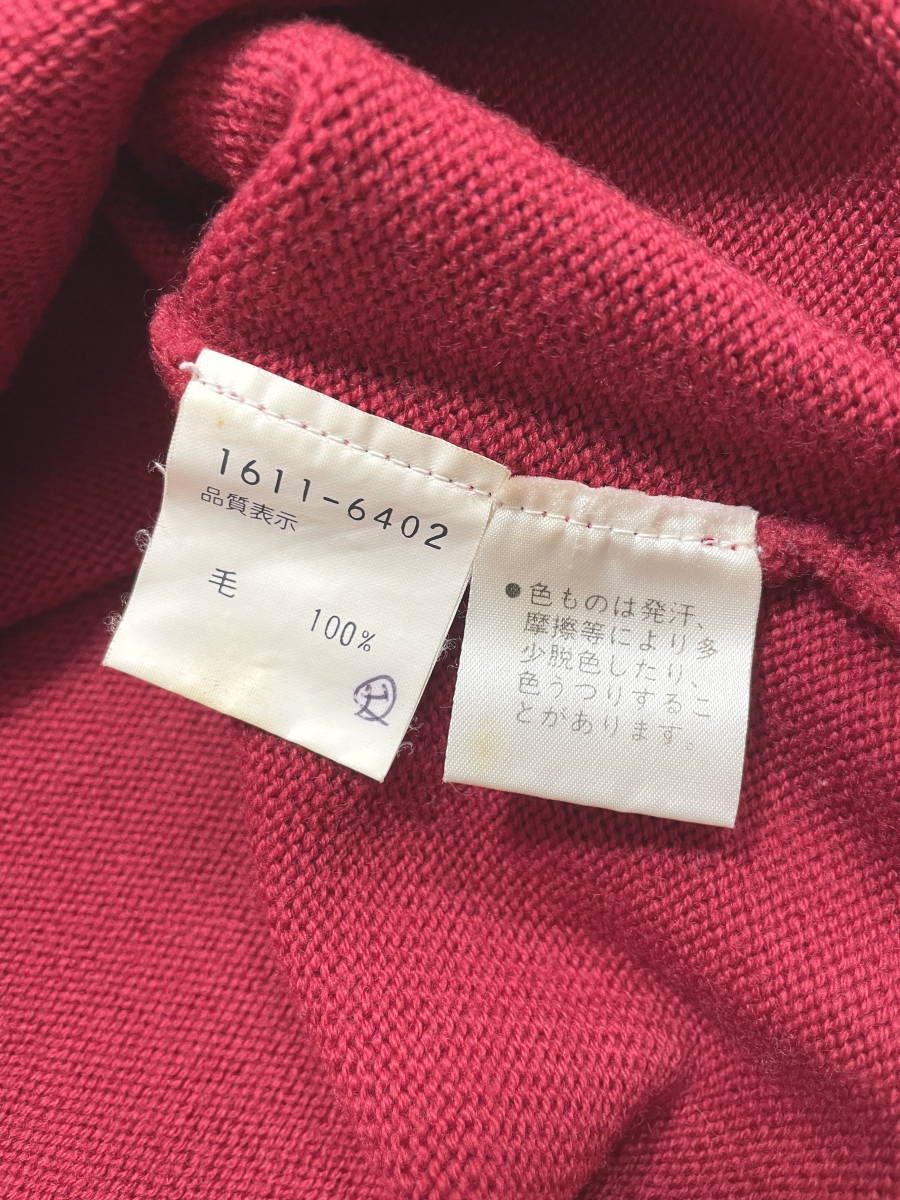 1611-6402
品質表示
毛
100%
●色ものは発汗、
摩擦等により多
少脱色したり、
色うつりするこ
とがあります。